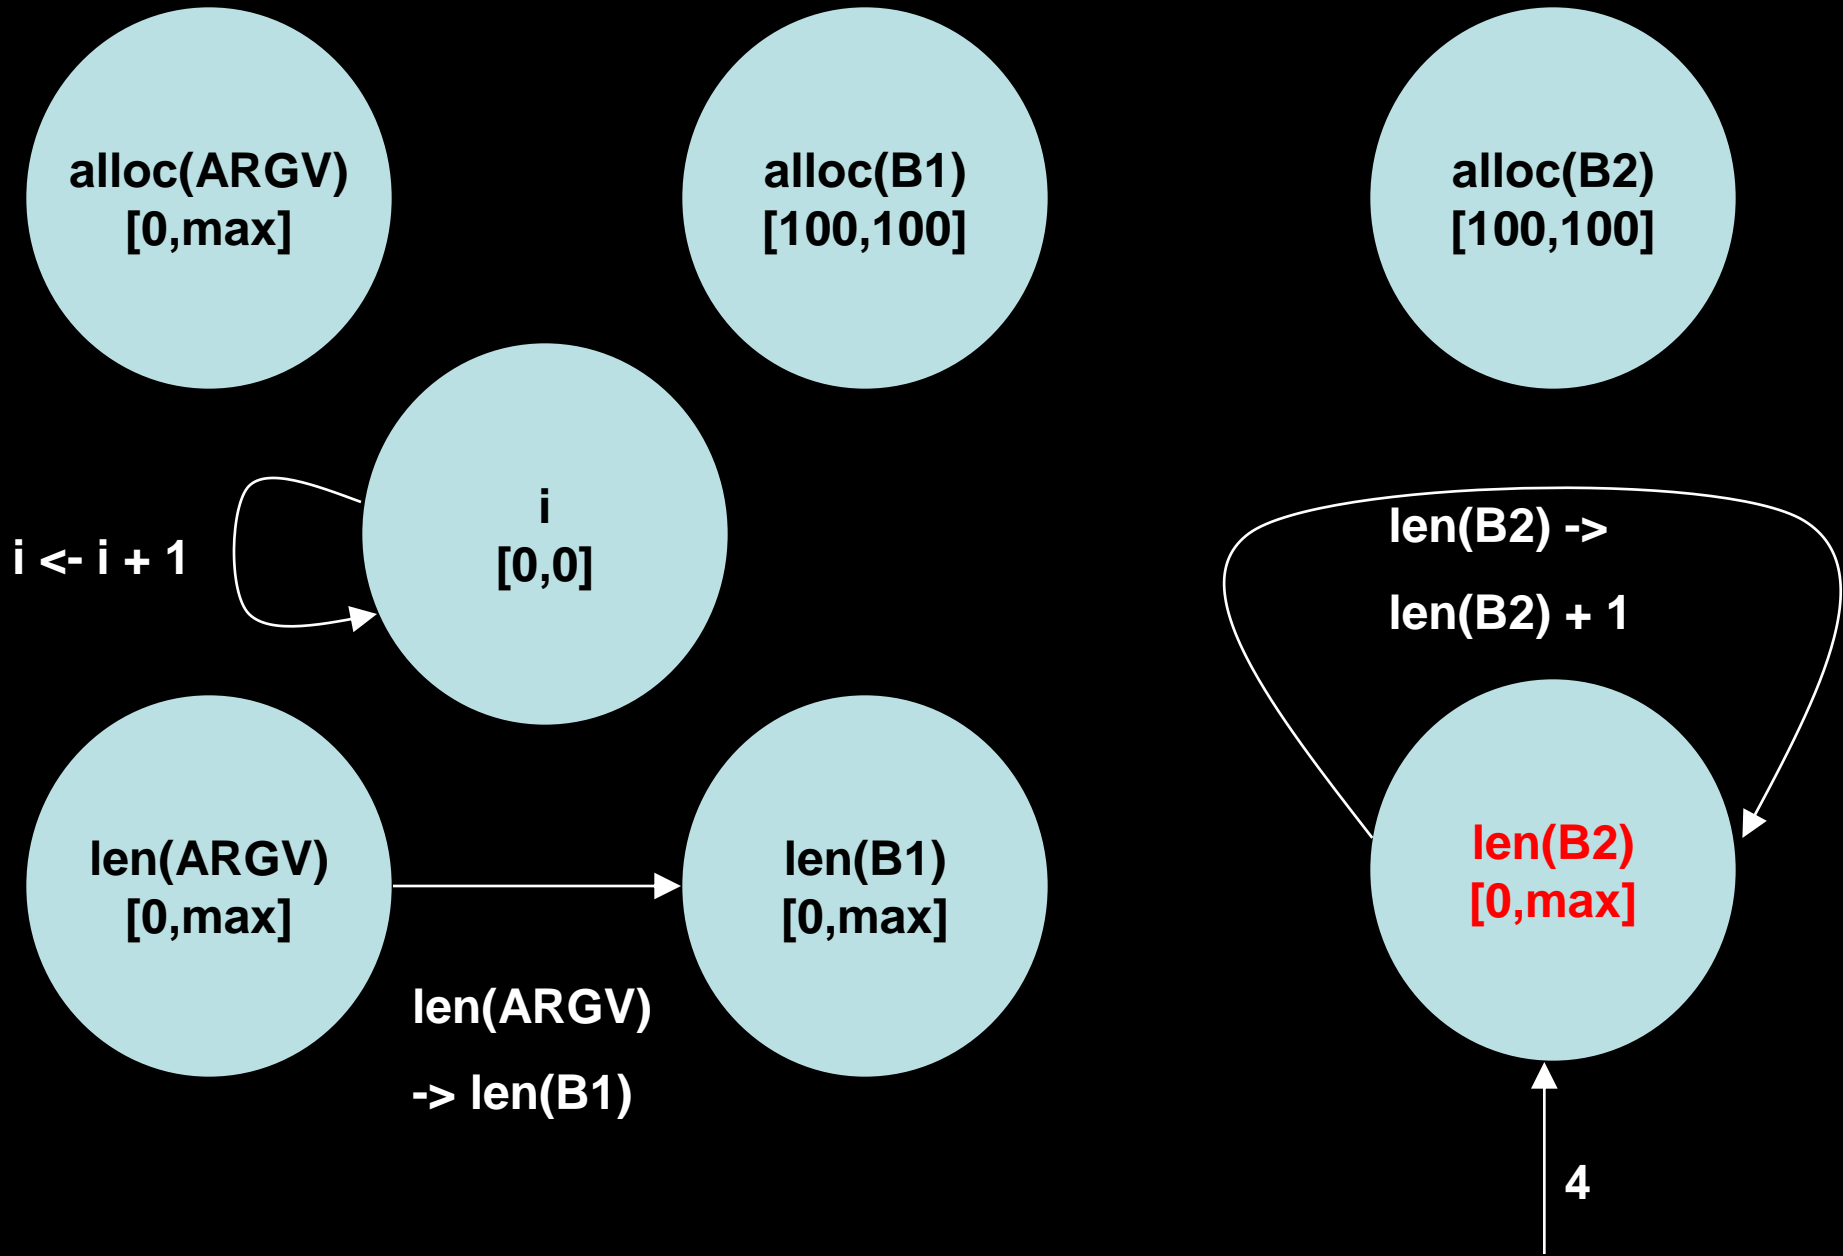 alloc(ARGV)
[0,max]
alloc(B1)
[100,100]
alloc(B2)
[100,100]
i <- i + 1
i
[0,0]
len(B2) ->
len(B2) + 1
len(ARGV)
[0,max]
len(B1)
[0,max]
len(B2)
[0,max]
len(ARGV)
-> len(B1)
4